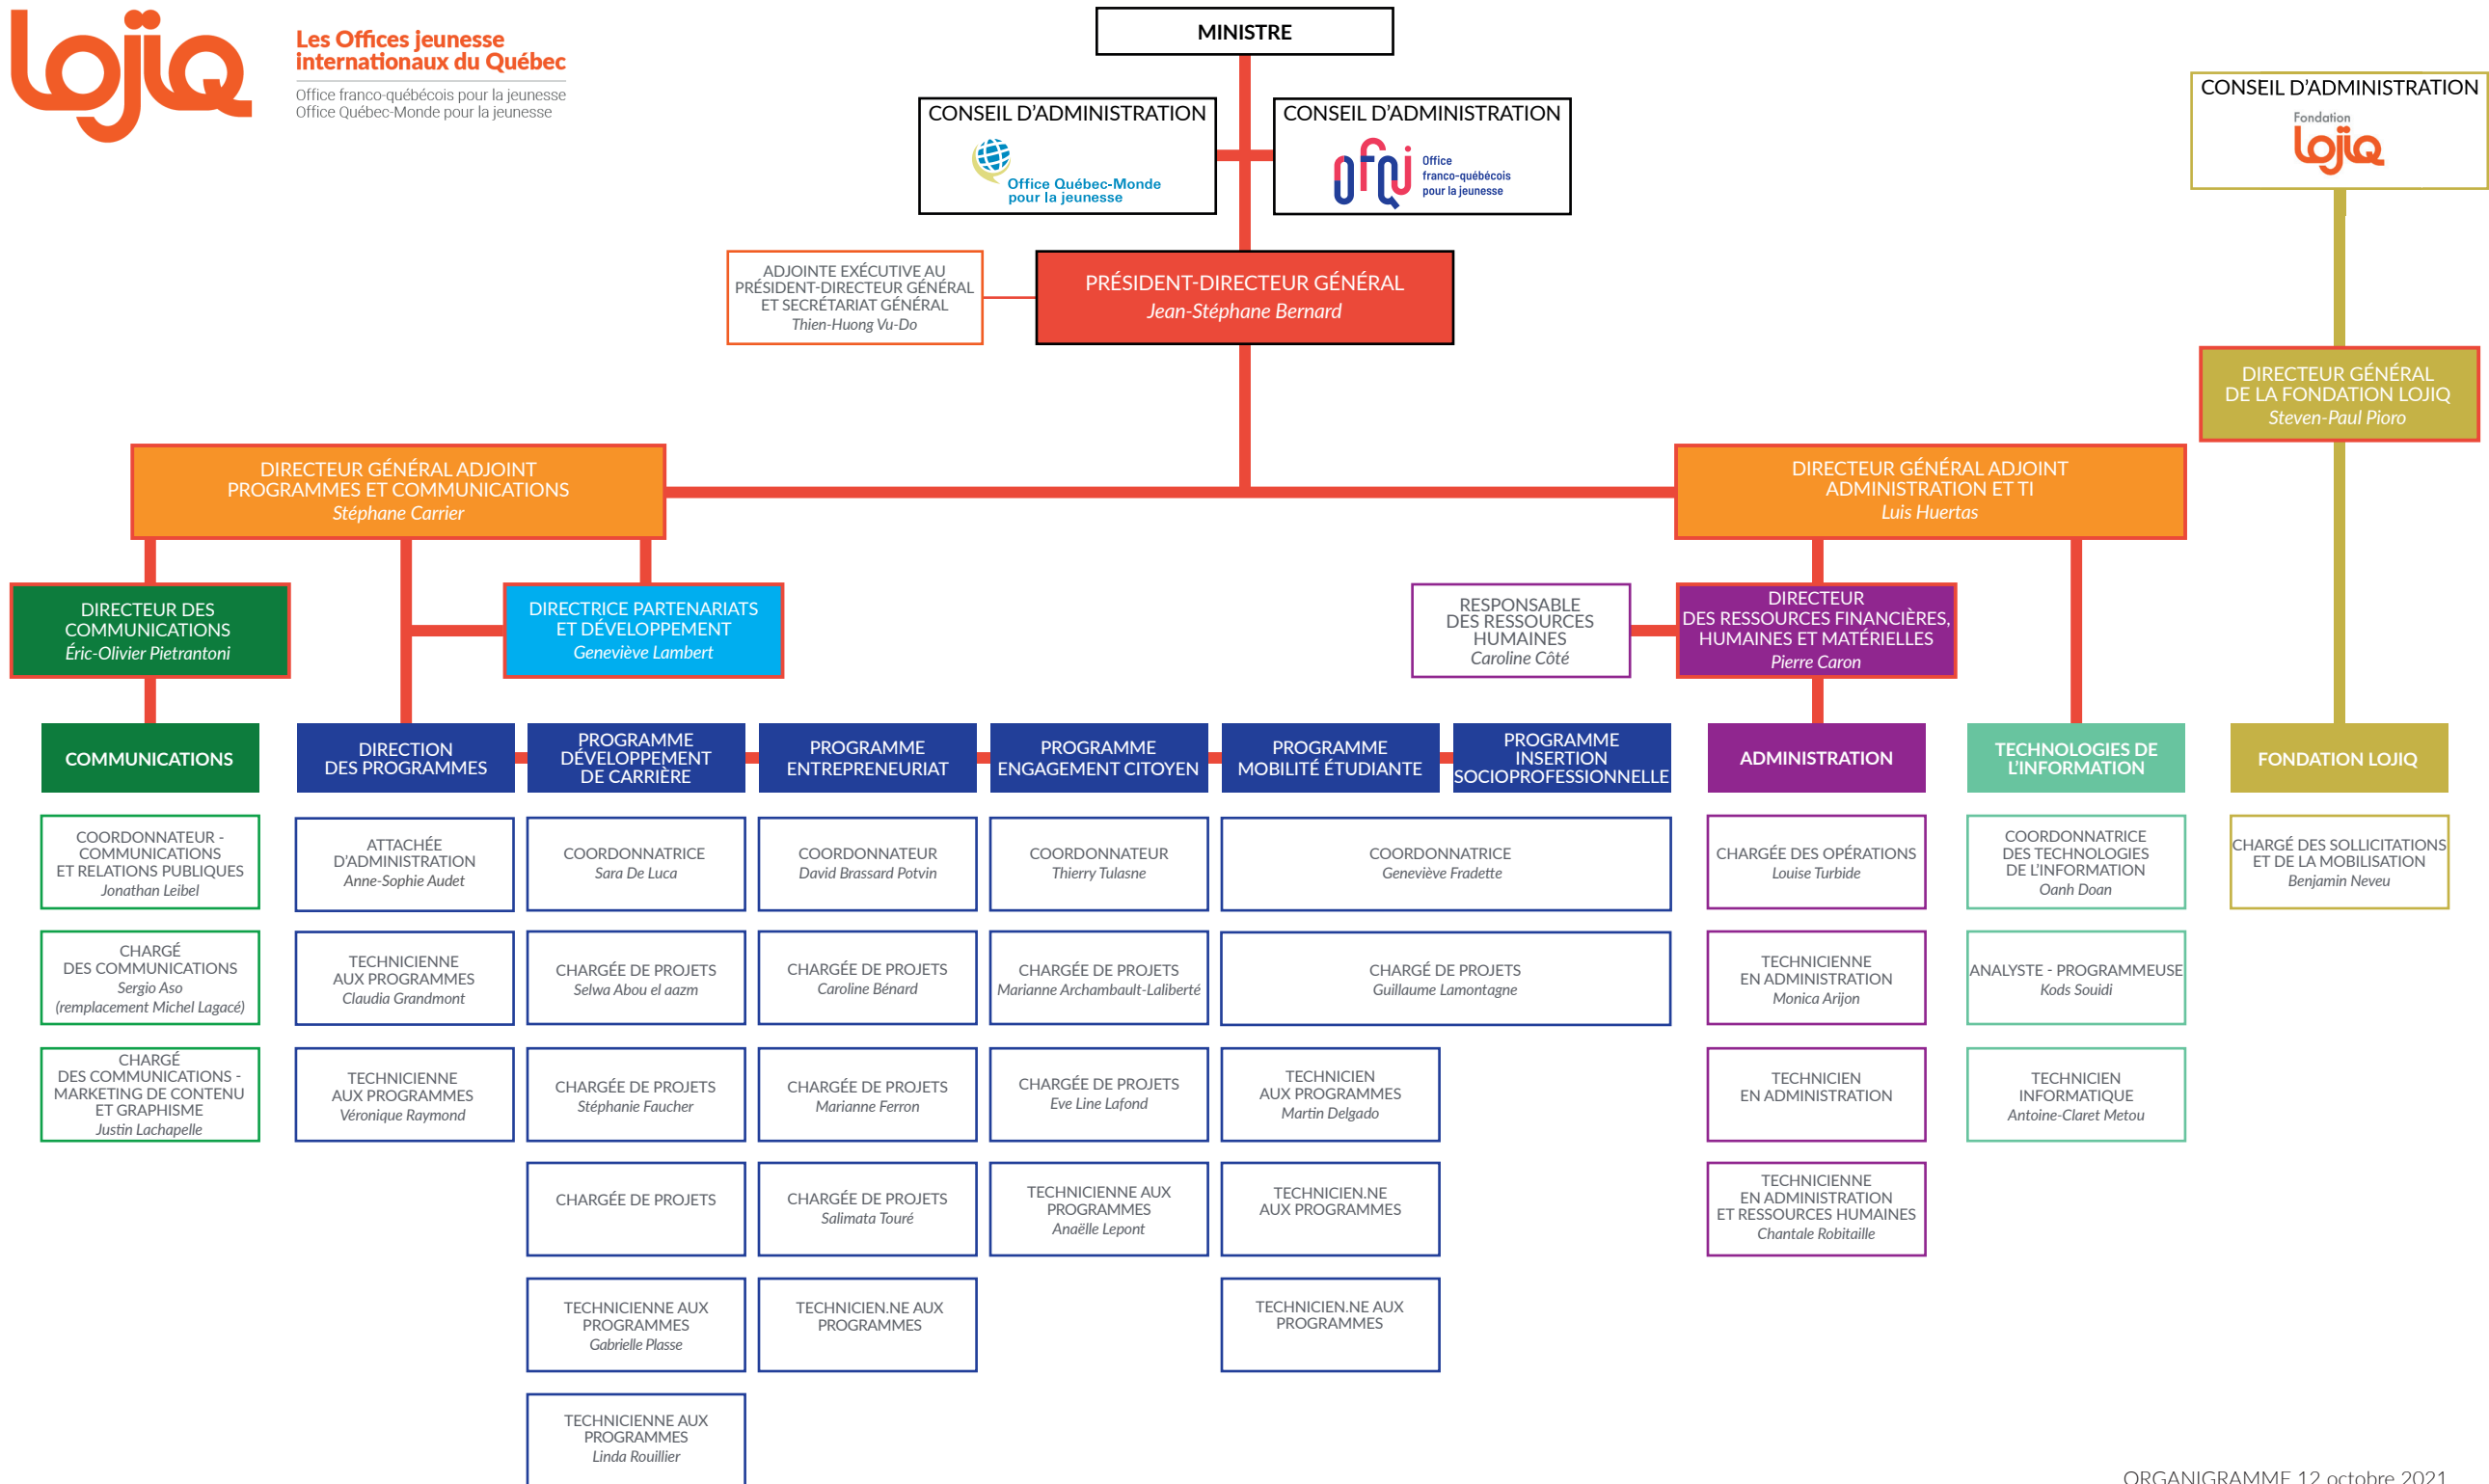 lojiq
Les Offices jeunesse
internationaux du Québec
Office franco-québécois pour la jeunesse
Office Québec-Monde pour la jeunesse
MINISTRE
CONSEIL D'ADMINISTRATION
Office Québec-Monde
pour la jeunesse
CONSEIL D'ADMINISTRATION
ofqj
Office
franco-québécois
pour la jeunesse
CONSEIL D'ADMINISTRATION
Fondation
lojiq
ADJOINTE EXÉCUTIVE AU
PRÉSIDENT-DIRECTEUR GÉNÉRAL
ET SECRÉTARIAT GÉNÉRAL
Thien-Huong Vu-Do
PRÉSIDENT-DIRECTEUR GÉNÉRAL
Jean-Stéphane Bernard
DIRECTEUR GÉNÉRAL
DE LA FONDATION LOJIQ
Steven-Paul Pioro
DIRECTEUR GÉNÉRAL ADJOINT
PROGRAMMES ET COMMUNICATIONS
Stéphane Carrier
DIRECTEUR GÉNÉRAL ADJOINT
ADMINISTRATION ET TI
Luis Huertas
DIRECTEUR DES
COMMUNICATIONS
Éric-Olivier Pietrantoni
DIRECTRICE PARTENARIATS
ET DÉVELOPPEMENT
Geneviève Lambert
RESPONSABLE
DES RESSOURCES
HUMAINES
Caroline Côté
DIRECTEUR
DES RESSOURCES FINANCIÈRES,
HUMAINES ET MATÉRIELLES
Pierre Caron
COMMUNICATIONS
COORDONNATEUR -
COMMUNICATIONS
ET RELATIONS PUBLIQUES
Jonathan Leibel
CHARGÉ
DES COMMUNICATIONS
Sergio Aso
(remplacement Michel Lagacé)
CHARGÉ
DES COMMUNICATIONS -
MARKETING DE CONTENU
ET GRAPHISME
Justin Lachapelle
DIRECTION
DES PROGRAMMES
ATTACHÉE
D'ADMINISTRATION
Anne-Sophie Audet
TECHNICIENNE
AUX PROGRAMMES
Claudia Grandmont
TECHNICIENNE
AUX PROGRAMMES
Véronique Raymond
PROGRAMME
DÉVELOPPEMENT
DE CARRIÈRE
COORDONNATRICE
Sara De Luca
CHARGÉE DE PROJETS
Selwa Abou el aazm
CHARGÉE DE PROJETS
Stéphanie Faucher
CHARGÉE DE PROJETS
TECHNICIENNE AUX
PROGRAMMES
Gabrielle Plasse
TECHNICIENNE AUX
PROGRAMMES
Linda Rouillier
PROGRAMME
ENTREPRENEURIAT
COORDONNATEUR
David Brassard Potvin
CHARGÉE DE PROJETS
Caroline Bénard
CHARGÉE DE PROJETS
Marianne Ferron
CHARGÉE DE PROJETS
Salimata Touré
TECHNICIEN.NE AUX
PROGRAMMES
PROGRAMME
ENGAGEMENT CITOYEN
COORDONNATEUR
Thierry Tulasne
CHARGÉE DE PROJETS
Marianne Archambault-Laliberté
CHARGÉE DE PROJETS
Eve Line Lafond
TECHNICIENNE AUX
PROGRAMMES
Anaëlle Lepont
PROGRAMME
MOBILITÉ ÉTUDIANTE
PROGRAMME
INSERTION
SOCIOPROFESSIONNELLE
COORDONNATRICE
Geneviève Fradette
CHARGÉ DE PROJETS
Guillaume Lamontagne
TECHNICIEN
AUX PROGRAMMES
Martin Delgado
TECHNICIEN.NE
AUX PROGRAMMES
TECHNICIEN.NE AUX
PROGRAMMES
ADMINISTRATION
CHARGÉE DES OPÉRATIONS
Louise Turbide
TECHNICIENNE
EN ADMINISTRATION
Monica Arijon
TECHNICIEN
EN ADMINISTRATION
TECHNICIENNE
EN ADMINISTRATION
ET RESSOURCES HUMAINES
Chantale Robitaille
TECHNOLOGIES DE
L'INFORMATION
COORDONNATRICE
DES TECHNOLOGIES
DE L'INFORMATION
Oanh Doan
ANALYSTE - PROGRAMMEUSE
Kods Souidi
TECHNICIEN
INFORMATIQUE
Antoine-Claret Metou
FONDATION LOJIQ
CHARGÉ DES SOLLICITATIONS
ET DE LA MOBILISATION
Benjamin Neveu
ORGANIGRAMME 12 octobre 2021